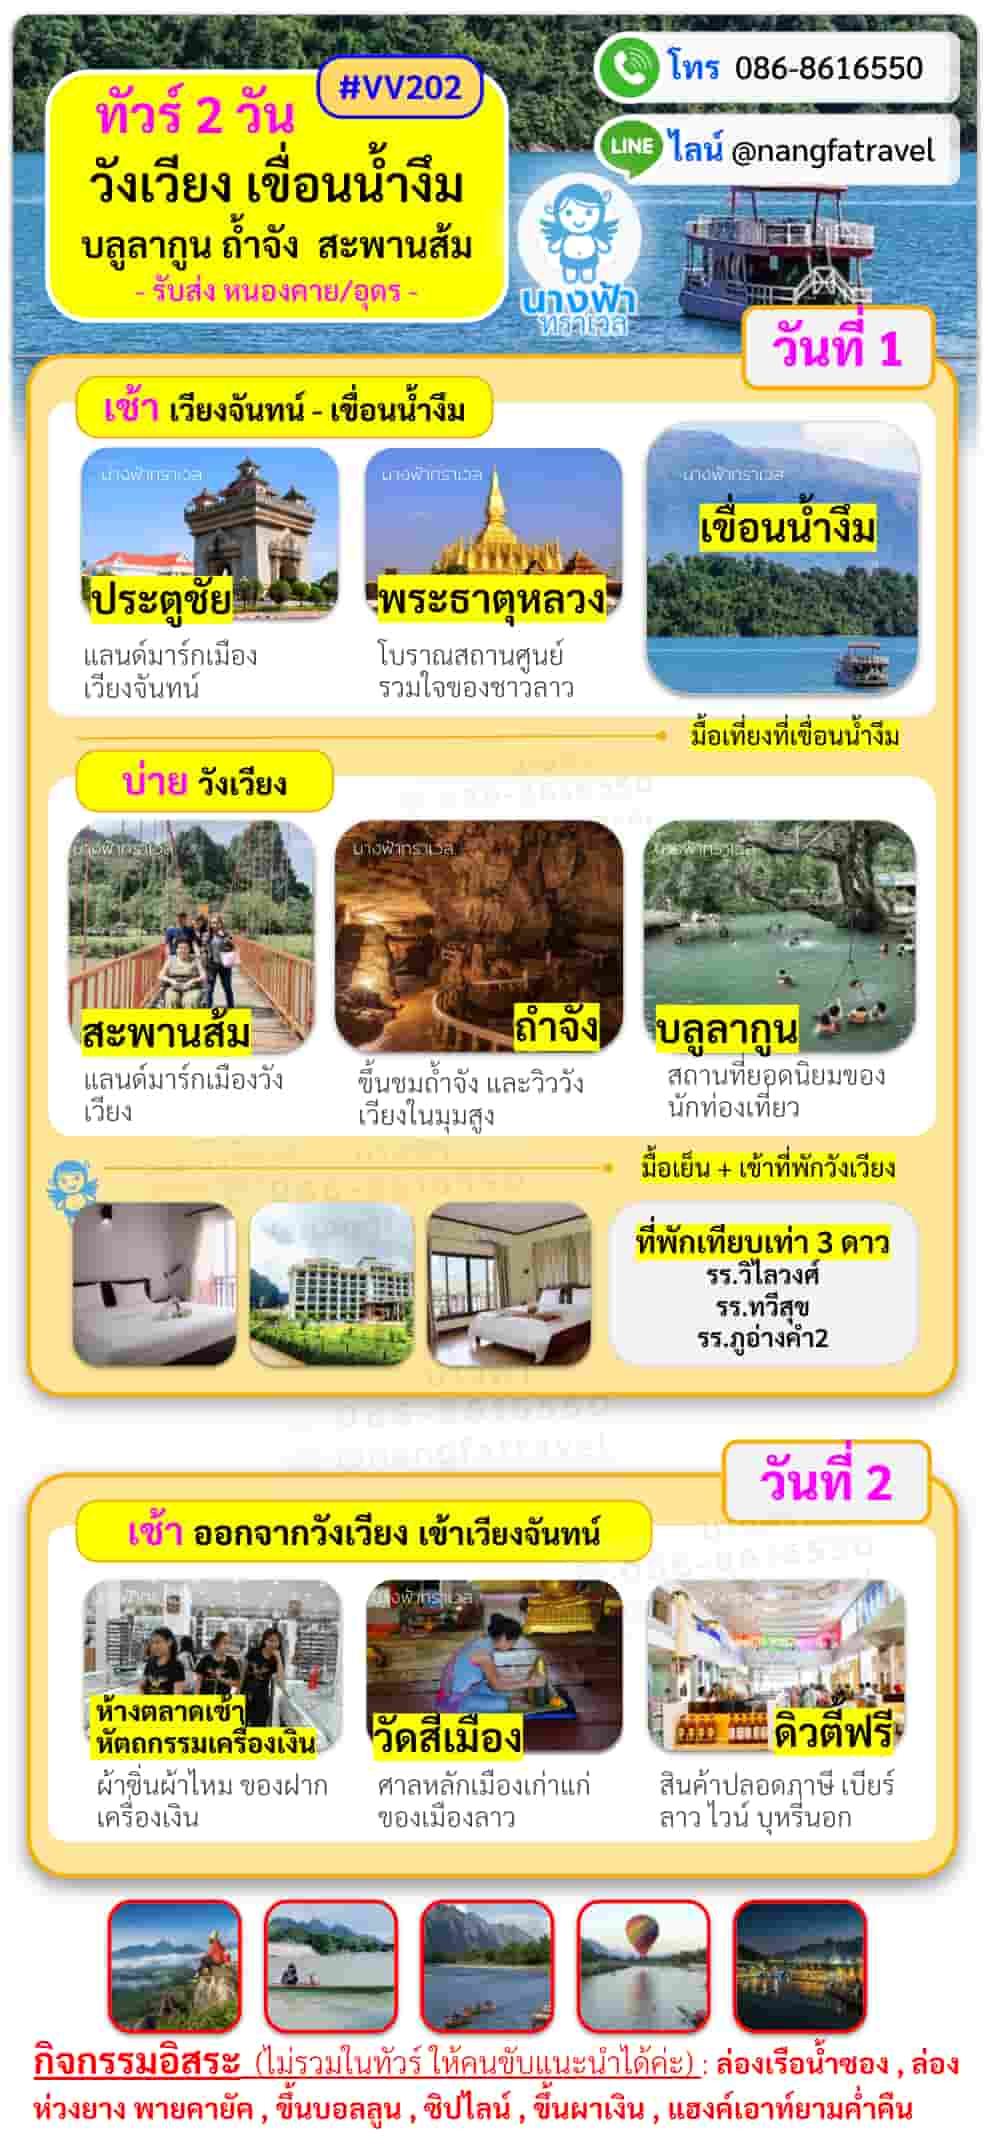 #VV202
ทัวร์ 2 วัน
วังเวียง เขื่อนน้ำงึม
บลูลากูน ถ้ำจัง สะพานส้ม
- รับส่ง หนองคาย/อุดร -
โทร 086-8616550
LINE ไลน์ @nangfatravel
นางฟ้า
ทราเวล
วันที่ 1
เช้า เวียงจันทน์ - เขื่อนน้ำงึม
นางฟ้าทราเวล
นางฟ้าทราเวล
นางฟ้าทราเวล
ประตูชัย
พระธาตุหลวง
เขื่อนน้ำงึม
แลนด์มาร์กเมือง
เวียงจันทน์
โบราณสถานศูนย์
รวมใจของชาวลาว
มื้อเที่ยงที่เขื่อนน้ำงึม
086-8616550
บ่าย วังเวียง
นางฟ้าทราเวล
นางฟ้าทราเวล
นางฟ้าทราเวล
สะพานส้ม
ถ้ำจัง
บลูลากูน
แลนด์มาร์กเมืองวัง
เวียง
ขึ้นชมถ้ำจัง และวิววัง
เวียงในมุมสูง
สถานที่ยอดนิยมของ
นักท่องเที่ยว
มื้อเย็น + เข้าที่พักวังเวียง
086-8616550
ที่พักเทียบเท่า 3 ดาว
รร.วิไลวงศ์
รร.ทวีสุข
รร.ภูอ่างคำ2
086-8616550
@nangfatravel
วันที่ 2
เช้า ออกจากวังเวียง เข้าเวียงจันทน์
086-8616550
นางฟ้าทราเวล
นางฟ้าทราเวล
นางฟ้าทราเวล
ห้างตลาดเช้า
หัตถกรรมเครื่องเงิน
วัดสีเมือง
ดิวตี้ฟรี
ผ้าซิ่นผ้าไหม ของฝาก
เครื่องเงิน
ศาลหลักเมืองเก่าแก่
ของเมืองลาว
สินค้าปลอดภาษี เบียร์
ลาว ไวน์ บุหรี่นอก
กิจกรรมอิสระ (ไม่รวมในทัวร์ ให้คนขับแนะนำได้ค่ะ) : ล่องเรือน้ำซอง , ล่อง
ห่วงยาง พายคายัค , ขึ้นบอลลูน , ซิปไลน์ , ขึ้นผาเงิน , แฮงค์เอาท์ยามค่ำคืน